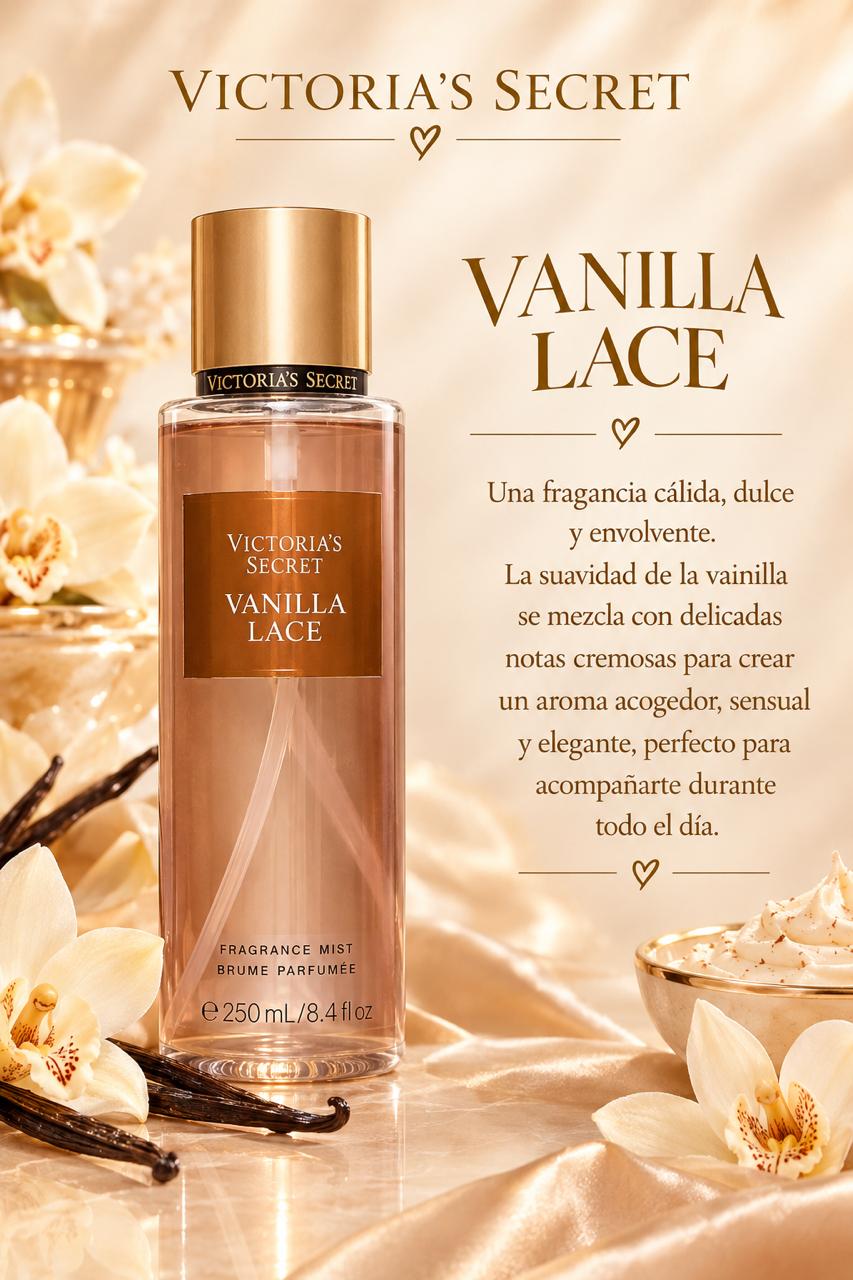 VICTORIA'S SECRET
VICTORIA'S SECRET
VICTORIA'S
SECRET
VANILLA
LACE
FRAGRANCE MIST
BRUME PARFUMÉE
℮ 250 mL/8.4 fl oz
VANILLA
LACE
Una fragancia cálida, dulce
y envolvente.
La suavidad de la vainilla
se mezcla con delicadas
notas cremosas para crear
un aroma acogedor, sensual
y elegante, perfecto para
acompañarte durante
todo el día.